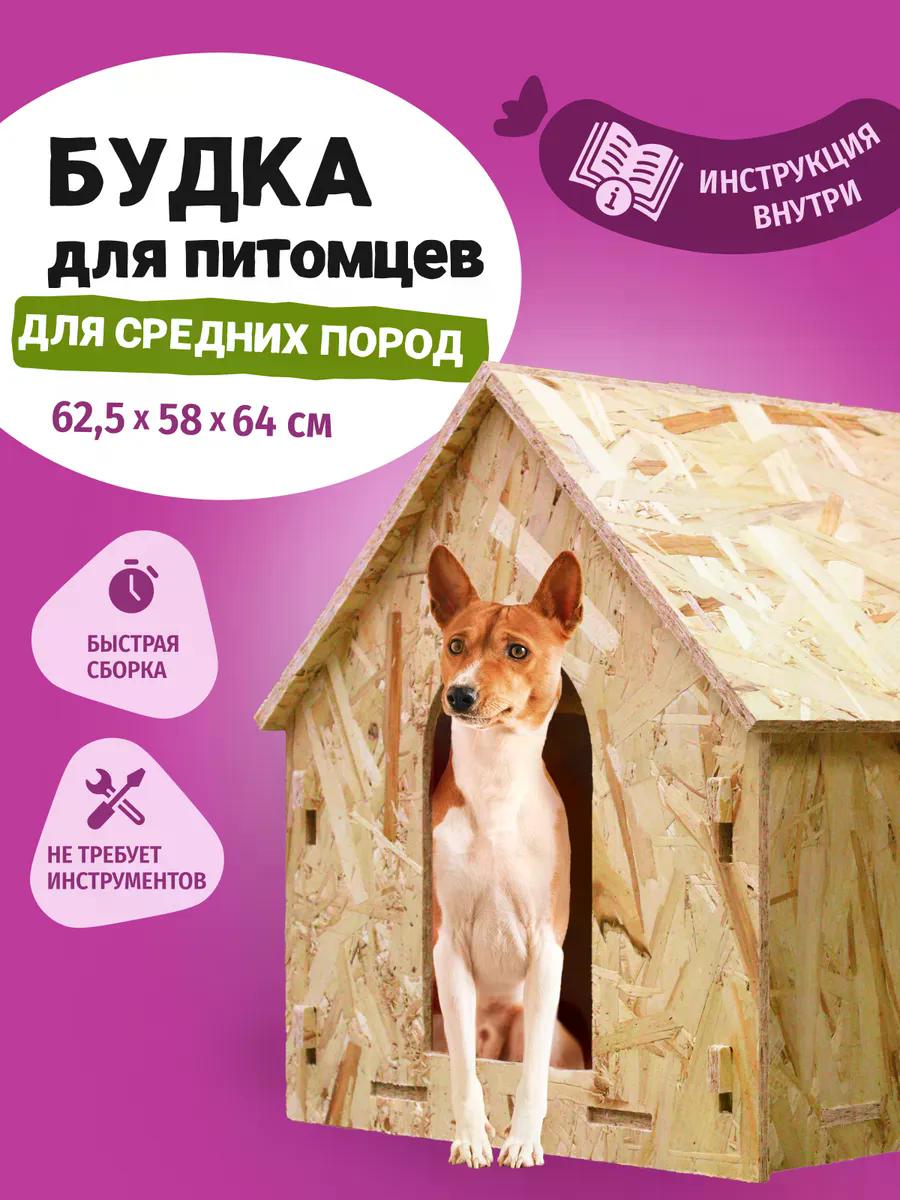 БУДКА
для питомцев
для средних пород
62,5 x 58 x 64 см
ИНСТРУКЦИЯ
ВНУТРИ
БЫСТРАЯ
СБОРКА
НЕ ТРЕБУЕТ
ИНСТРУМЕНТОВ